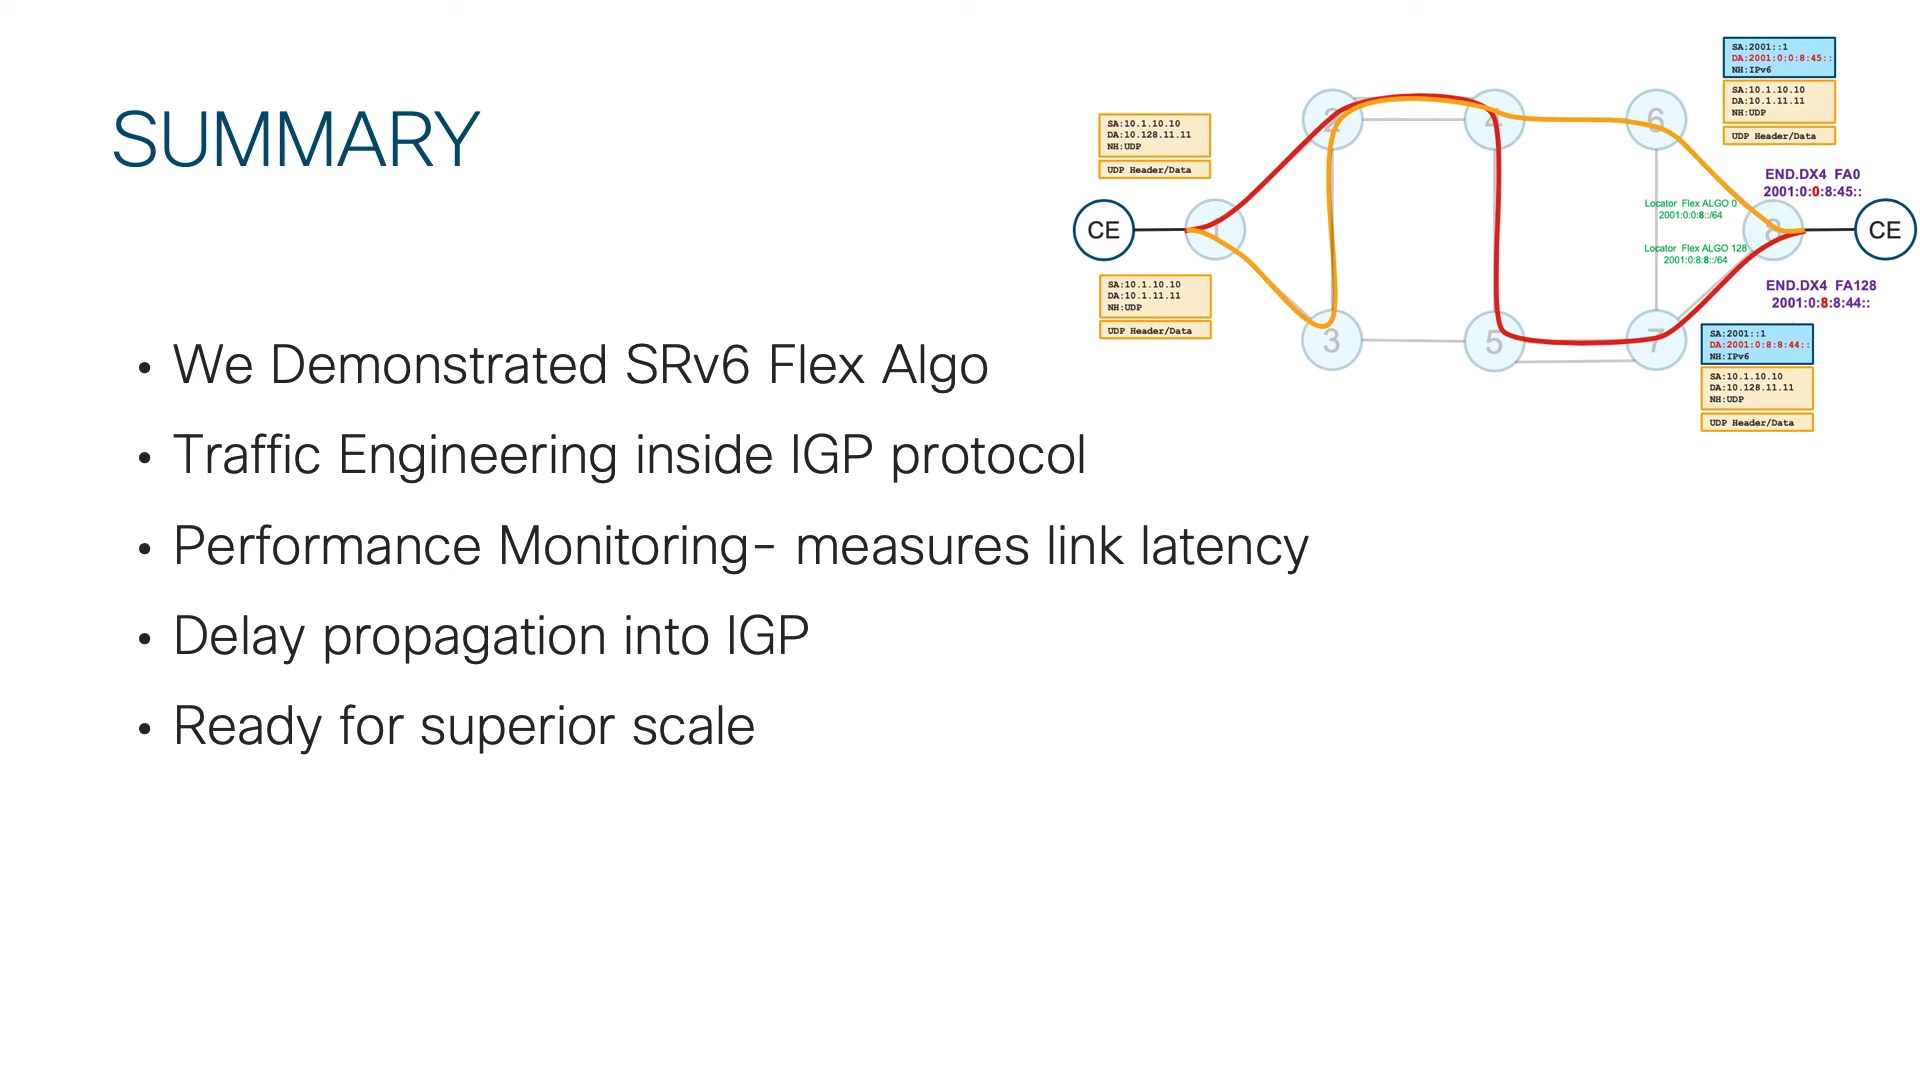 SUMMARY
• We Demonstrated SRv6 Flex Algo
• Traffic Engineering inside IGP protocol
• Performance Monitoring- measures link latency
• Delay propagation into IGP
• Ready for superior scale
SA:10.1.10.10
DA:10.128.11.11
NH:UDP
UDP Header/Data
CE
1
SA:10.1.10.10
DA:10.1.11.11
NH:UDP
UDP Header/Data
2
4
6
3
5
7
8
CE
SA:2001::1
DA:2001:0:0:8:45::
NH:IPv6
SA:10.1.10.10
DA:10.1.11.11
NH:UDP
UDP Header/Data
END.DX4 FA0
2001:0:0:8:45::
Locator Flex ALGO 0
2001:0:0:8::/64
Locator Flex ALGO 128
2001:0:8:8::/64
END.DX4 FA128
2001:0:8:8:44::
SA:2001::1
DA:2001:0:8:8:44::
NH:IPv6
SA:10.1.10.10
DA:10.128.11.11
NH:UDP
UDP Header/Data